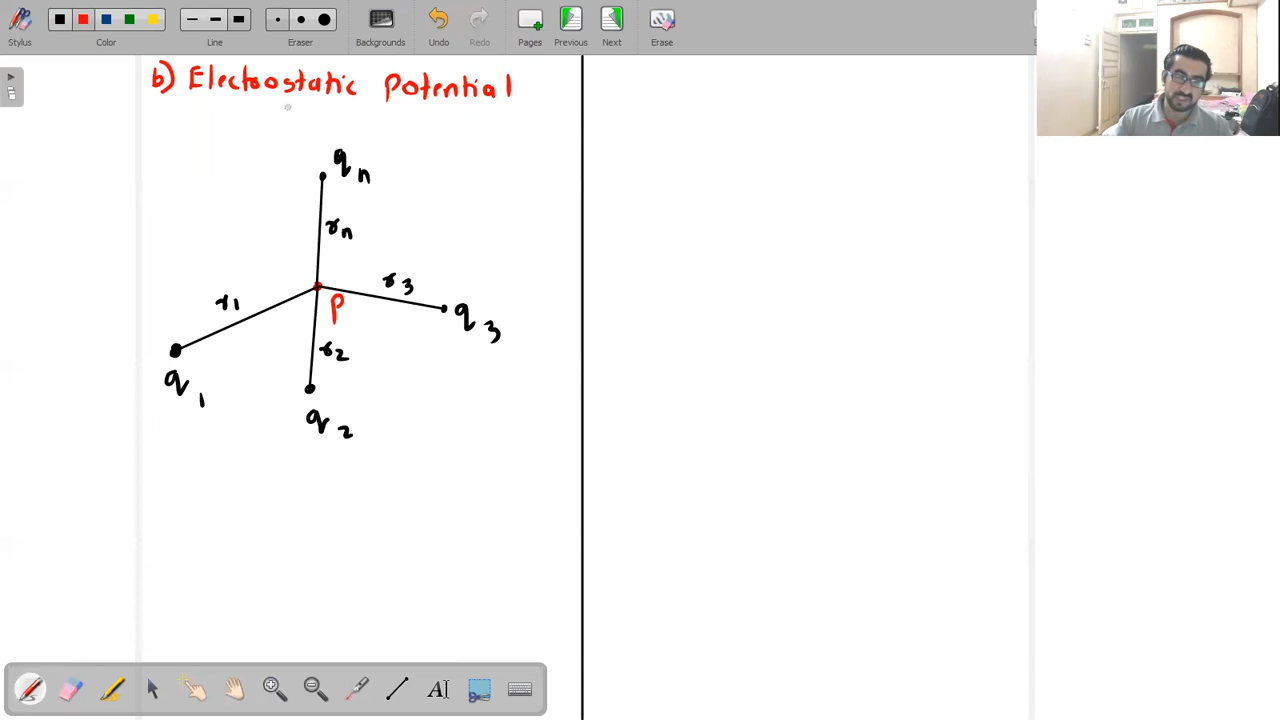 Stylus
Color
Line
Eraser
Backgrounds
Undo
Redo
Pages
Previous
Next
Erase
b) Electrostatic Potential
qn
rn
r3
r1
P
q3
r2
q1
q2
AI